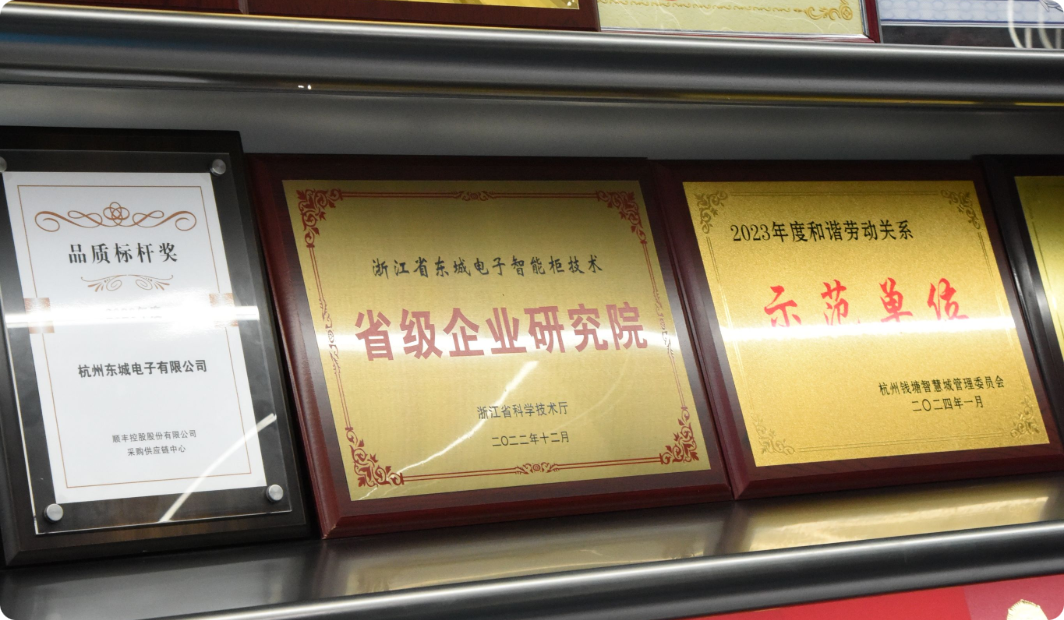 品质标杆奖
杭州东城电子有限公司
顺丰控股股份有限公司
采购供应链中心
浙江省东城电子智能柜技术
省级企业研究院
浙江省科学技术厅
二〇二二年十二月
2023年度和谐劳动关系
示范单位
杭州钱塘智慧城管理委员会
二〇二四年一月